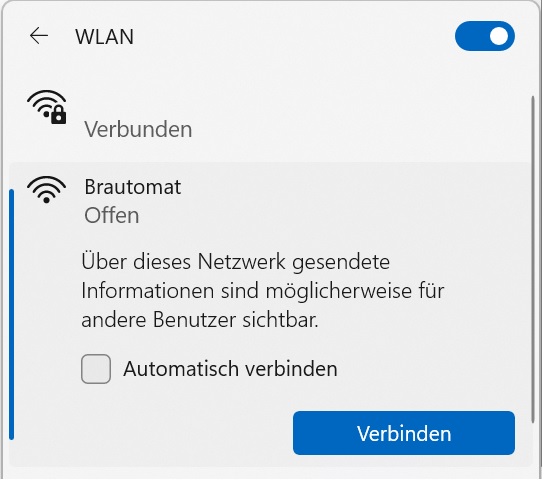 WLAN
Verbunden
Brautomat
Offen
Über dieses Netzwerk gesendete
Informationen sind möglicherweise für
andere Benutzer sichtbar.
Automatisch verbinden
Verbinden